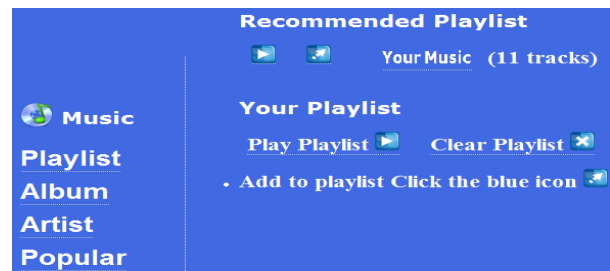 Recommended Playlist
Your Music (11 tracks)
Your Playlist
Play Playlist Clear Playlist
• Add to playlist Click the blue icon
Music
Playlist
Album
Artist
Popular